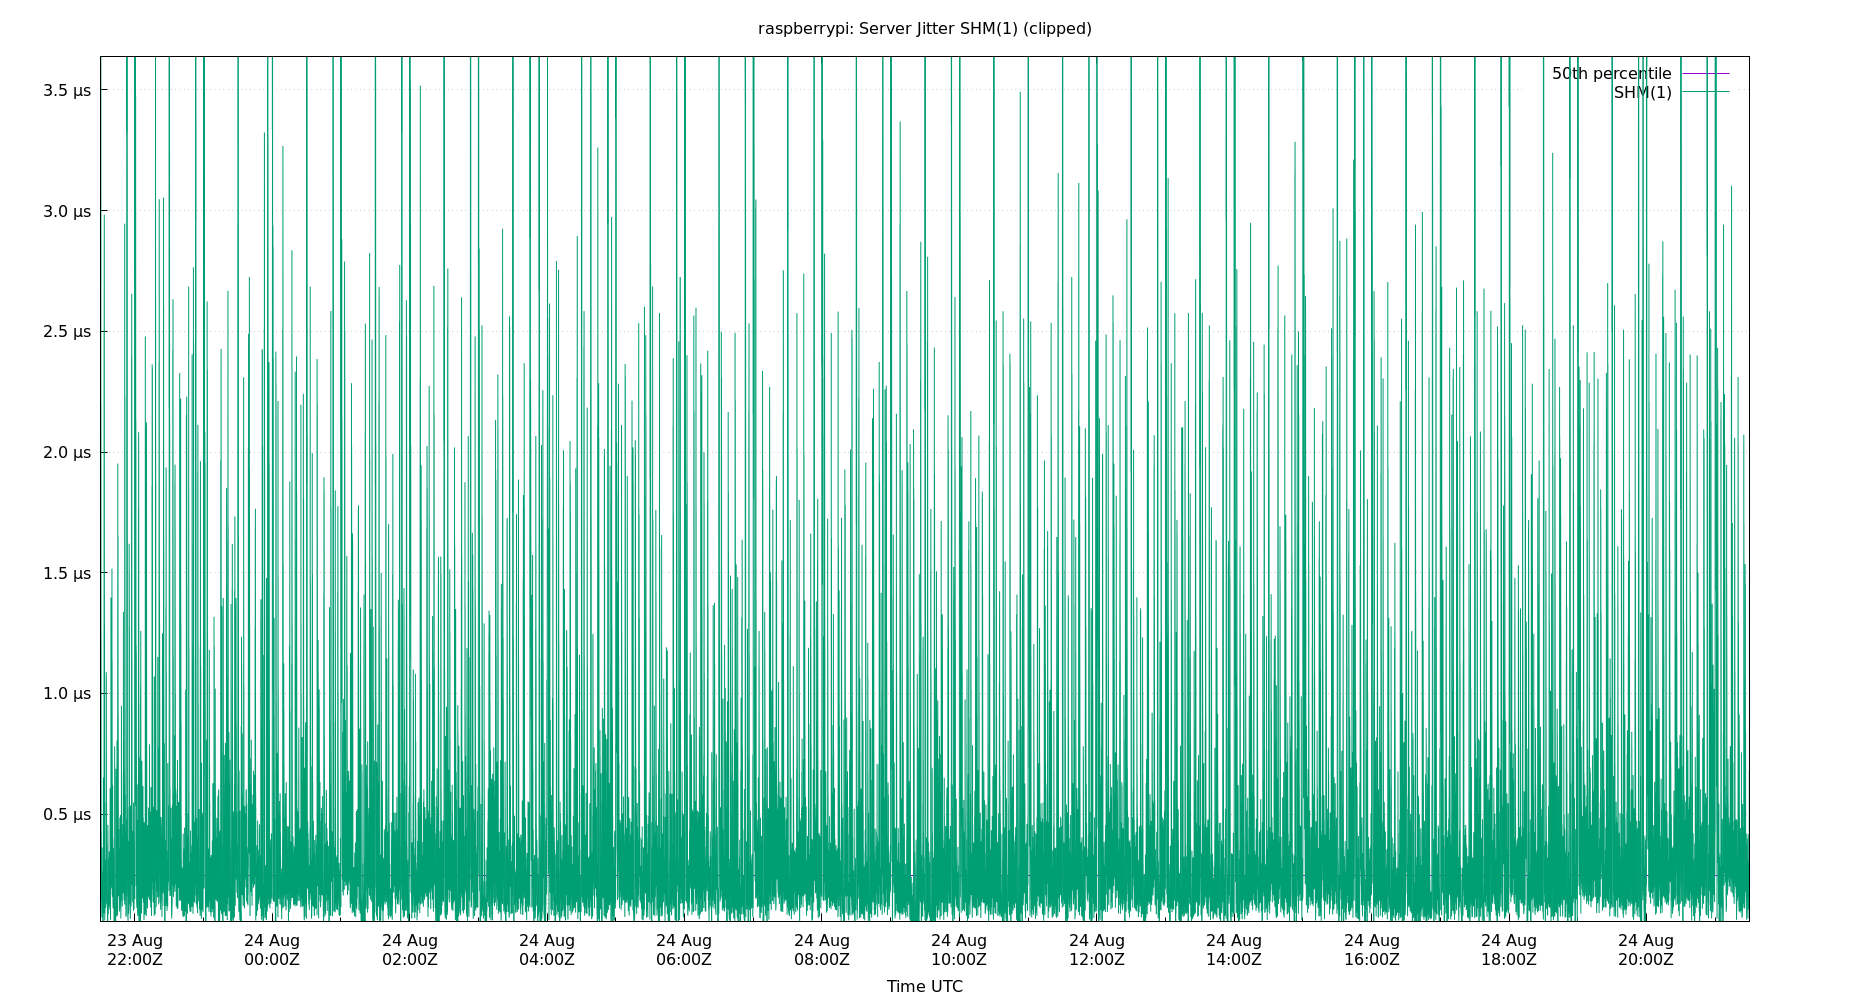 raspberrypi: Server Jitter SHM(1) (clipped)
50th percentile
SHM(1)
3.5 µs
3.0 µs
2.5 µs
2.0 µs
1.5 µs
1.0 µs
0.5 µs
23 Aug 24 Aug 24 Aug 24 Aug 24 Aug 24 Aug 24 Aug 24 Aug 24 Aug 24 Aug 24 Aug 24 Aug
22:00Z 00:00Z 02:00Z 04:00Z 06:00Z 08:00Z 10:00Z 12:00Z 14:00Z 16:00Z 18:00Z 20:00Z
Time UTC